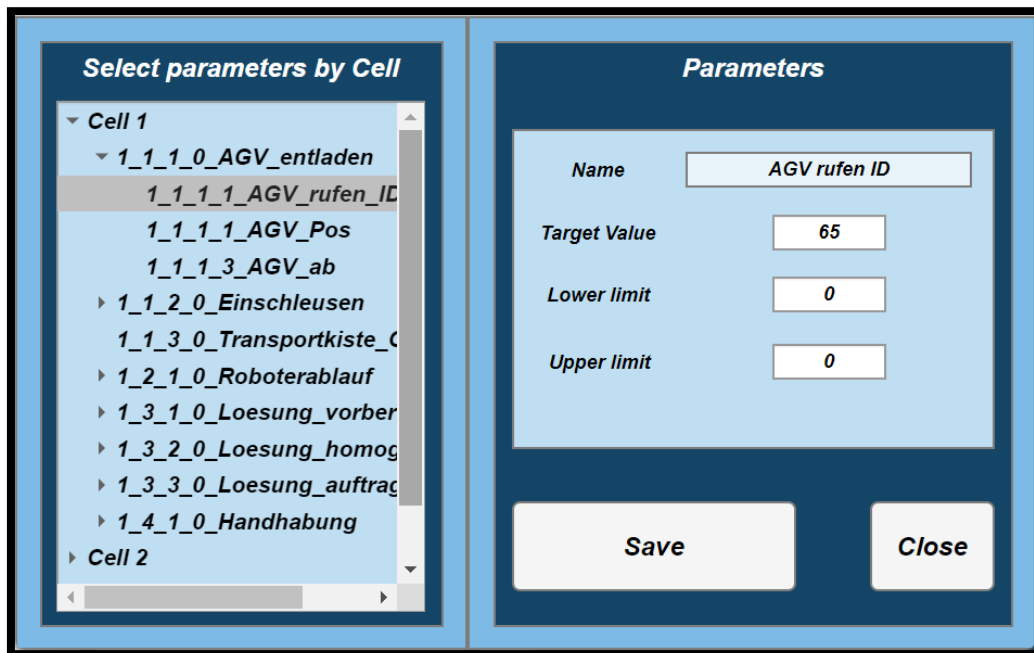 Select parameters by Cell
Cell 1
1_1_1_0_AGV_entladen
1_1_1_1_AGV_rufen_ID
1_1_1_1_AGV_Pos
1_1_1_3_AGV_ab
1_1_2_0_Einschleusen
1_1_3_0_Transportkiste_
1_2_1_0_Roboterablauf
1_3_1_0_Loesung_vorber
1_3_2_0_Loesung_homog
1_3_3_0_Loesung_auftrag
1_4_1_0_Handhabung
Cell 2
Parameters
Name AGV rufen ID
Target Value 65
Lower limit 0
Upper limit 0
Save Close